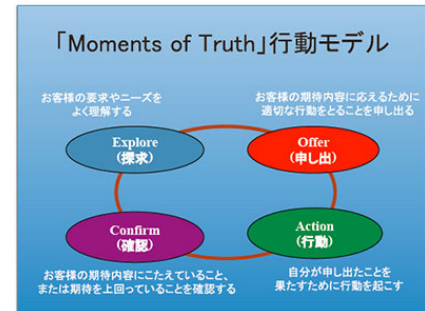 「Moments of Truth」行動モデル
お客様の要求やニーズを
よく理解する
お客様の期待内容に応えるために
適切な行動をとることを申し出る
Explore
(探求)
Offer
(申し出)
Confirm
(確認)
Action
(行動)
お客様の期待内容にこたえていること、
または期待を上回っていることを確認する
自分が申し出たことを
果たすために行動を起こす